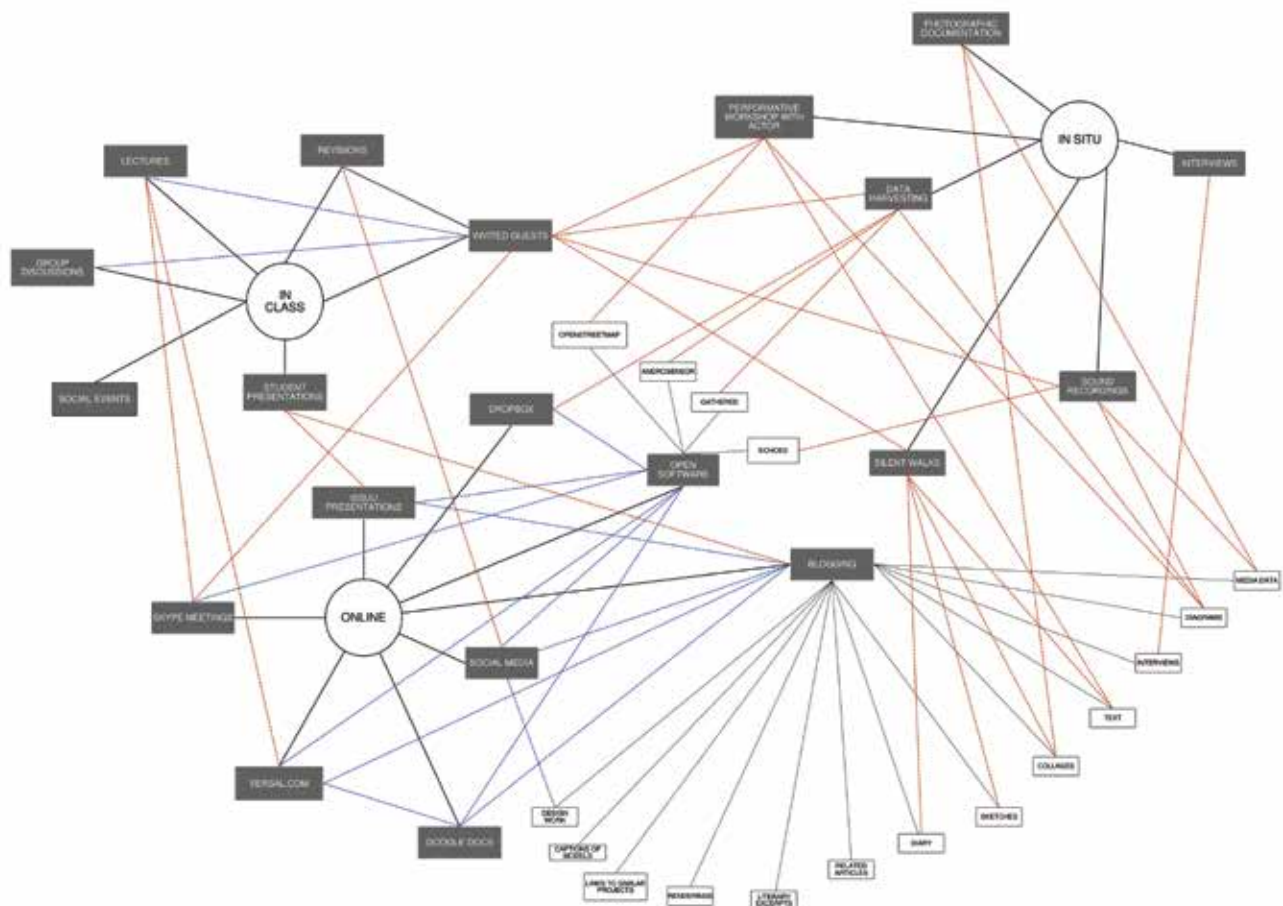 PHOTOGRAPHIC
DOCUMENTATION
PERFORMATIVE
WORKSHOP WITH
ACTOR
IN SITU
REVISIONS
LECTURES
INTERVIEWS
DATA
HARVESTING
INVITED GUESTS
GROUP
DISCUSSIONS
IN
CLASS
OPENSTREETMAP
ANDROSENSOR
SOCIAL EVENTS
STUDENT
PRESENTATIONS
SOUND
RECORDINGS
DROPBOX
GATHERED
ECHOES
OPEN
SOFTWARE
SILENT WALKS
ISSUU
PRESENTATIONS
BLOGGING
MEDIA DATA
SKYPE MEETINGS
ONLINE
DIAGRAMS
SOCIAL MEDIA
INTERVIEWS
TEXT
VERSAL.COM
COLLAGES
DESIGN
WORK
SKETCHES
GOOGLE DOCS
DIARY
CAPTIONS OF
MODELS
RELATED
ARTICLES
LINKS TO SIMILAR
PROJECTS
RENDERINGS
LITERARY
EXCERPTS